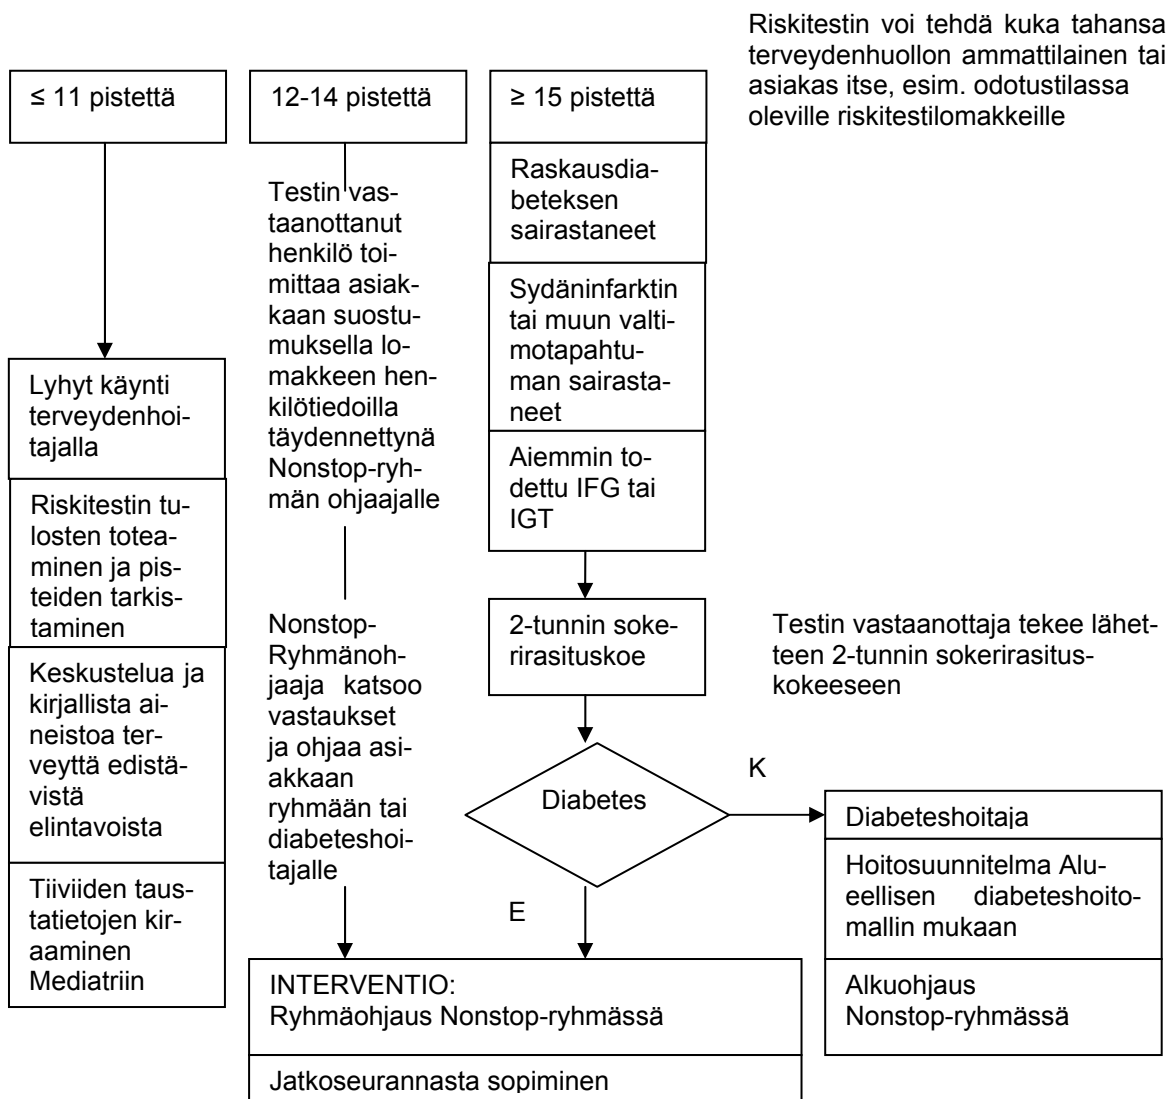 Riskitestin voi tehdä kuka tahansa
terveydenhuollon ammattilainen tai
asiakas itse, esim. odotustilassa
oleville riskitestilomakkeille
≤ 11 pistettä
Lyhyt käynti
terveydenhoi-
tajalla
Riskitestin tu-
losten toteami-
nen ja pis-
teiden tarkis-
taminen
Keskustelua ja
kirjallista ai-
neistoa ter-
veyttä edistä-
vistä
elintavoista
Tiiviiden taus-
tatietojen kir-
aaminen
Mediatriin
12-14 pistettä
Testin vas-
taanottanut
henkilö toi-
mittaa asiak-
kaan suostu-
muksella lo-
makkeen hen-
kilötiedoilla
täydennettynä
Nonstop-ryh-
män ohjaajalle
Nonstop-
Ryhmänoh-
jaaja katsoo
vastaukset
ja ohjaa asi-
akkaan
ryhmään tai
diabeteshoi-
tajalle
≥ 15 pistettä
Raskausdia-
beteksen
sairastaneet
Sydäninfarktin
tai muun valti-
motapahtu-
man sairasta-
neet
Aiemmin to-
dettu IFG tai
IGT
2-tunnin soke-
rirasituskoe
Testin vastaanottaja tekee lähet-
teen 2-tunnin sokerirasitus-
kokeeseen
Diabetes
K
E
Diabeteshoitaja
Hoitosuunnitelma Alu-
eellisen diabeteshoito-
mallin mukaan
Alkuohjaus
Nonstop-ryhmässä
INTERVENTIO:
Ryhmäohjaus Nonstop-ryhmässä
Jatkoseurannasta sopiminen